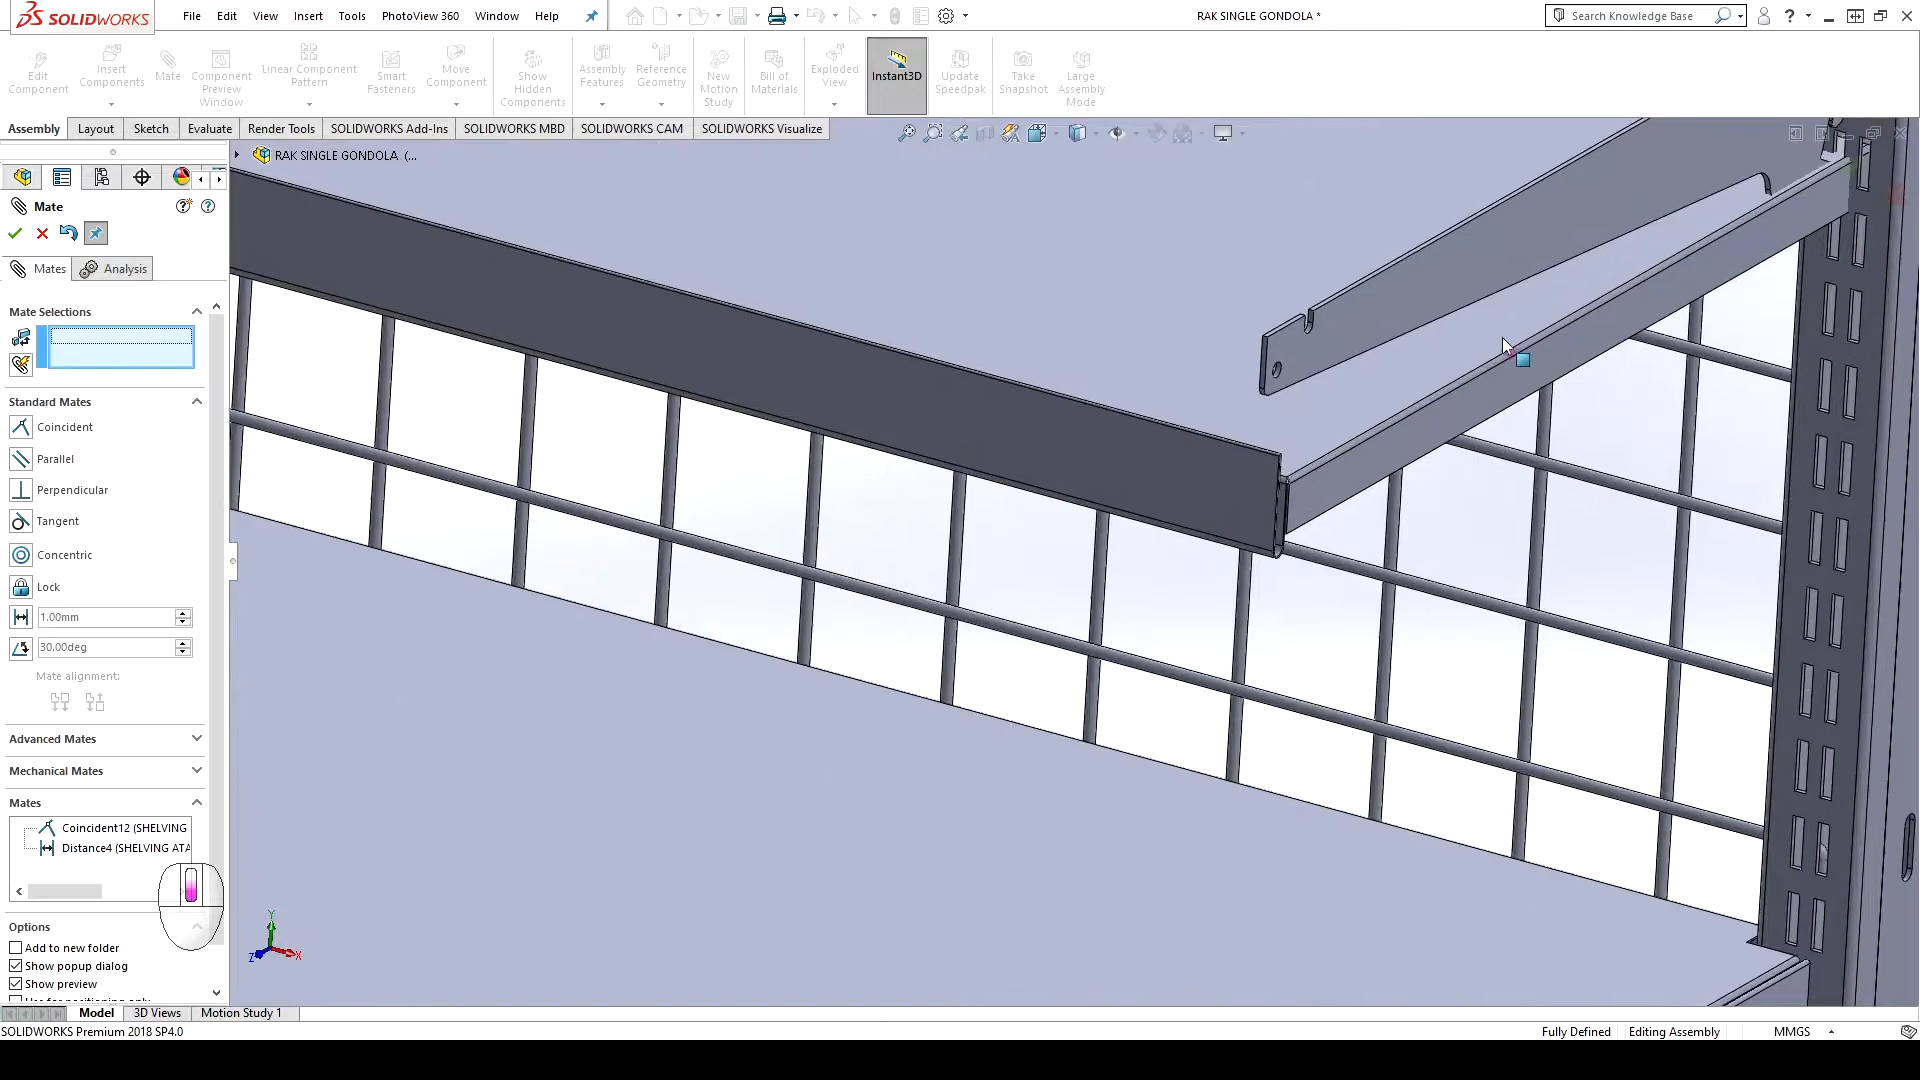 SOLIDWORKS
File Edit View Insert Tools PhotoView 360 Window Help
RAK SINGLE GONDOLA *
Search Knowledge Base
Edit Component
Insert Components
Mate
Component Preview Window
Linear Component Pattern
Smart Fasteners
Move Component
Show Hidden Components
Assembly Features
Reference Geometry
New Motion Study
Bill of Materials
Exploded View
Instant3D
Update Speedpak
Take Snapshot
Large Assembly Mode
Assembly Layout Sketch Evaluate Render Tools SOLIDWORKS Add-Ins SOLIDWORKS MBD SOLIDWORKS CAM SOLIDWORKS Visualize
RAK SINGLE GONDOLA (...
Mate
Mates Analysis
Mate Selections
Standard Mates
Coincident
Parallel
Perpendicular
Tangent
Concentric
Lock
1.00mm
30.00deg
Mate alignment:
Advanced Mates
Mechanical Mates
Mates
Coincident12 (SHELVING
Distance4 (SHELVING ATA
Options
Add to new folder
Show popup dialog
Show preview
Y
Z X
Model 3D Views Motion Study 1
SOLIDWORKS Premium 2018 SP4.0
Fully Defined Editing Assembly MMGS